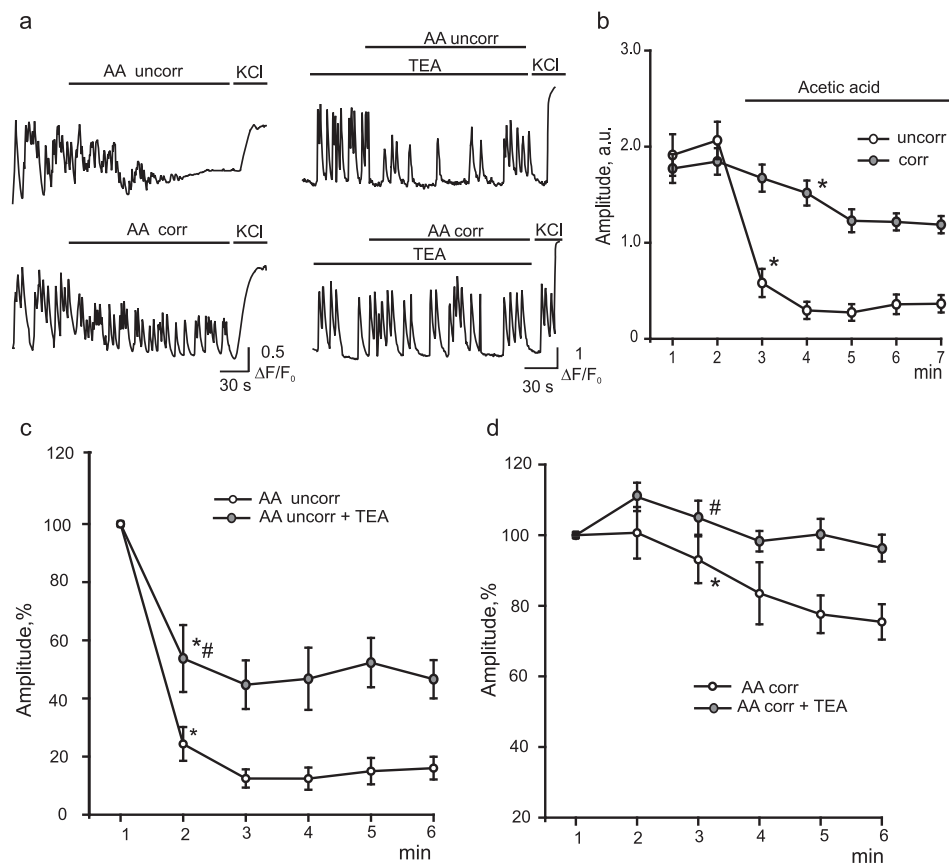 a
AA uncorr
KCl
AA uncorr
TEA
KCl
AA corr
KCl
0.5
ΔF/F0
30 s
AA corr
TEA
KCl
1
ΔF/F0
30 s
b
3.0
2.0
1.0
0
Amplitude, a.u.
Acetic acid
uncorr
corr
*
*
1 2 3 4 5 6 7
min
c
120
100
80
60
40
20
0
Amplitude,%
AA uncorr
AA uncorr + TEA
*#
*
1 2 3 4 5 6
min
d
120
100
80
60
40
20
Amplitude,%
#
*
AA corr
AA corr + TEA
1 2 3 4 5 6
min